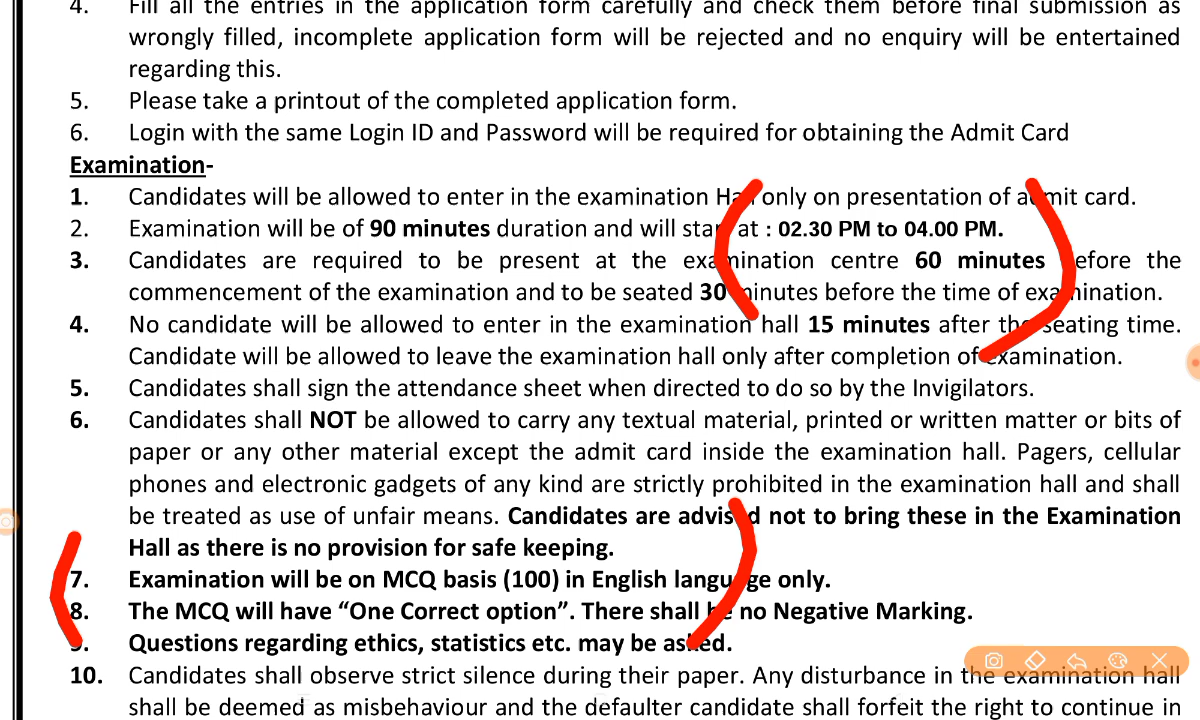 4. Fill all the entries in the application form carefully and check them before final submission as
wrongly filled, incomplete application form will be rejected and no enquiry will be entertained
regarding this.
5. Please take a printout of the completed application form.
6. Login with the same Login ID and Password will be required for obtaining the Admit Card
Examination-
1. Candidates will be allowed to enter in the examination Hall only on presentation of admit card.
2. Examination will be of 90 minutes duration and will start at : 02.30 PM to 04.00 PM.
3. Candidates are required to be present at the examination centre 60 minutes before the
commencement of the examination and to be seated 30 minutes before the time of examination.
4. No candidate will be allowed to enter in the examination hall 15 minutes after the seating time.
Candidate will be allowed to leave the examination hall only after completion of examination.
5. Candidates shall sign the attendance sheet when directed to do so by the Invigilators.
6. Candidates shall NOT be allowed to carry any textual material, printed or written matter or bits of
paper or any other material except the admit card inside the examination hall. Pagers, cellular
phones and electronic gadgets of any kind are strictly prohibited in the examination hall and shall
be treated as use of unfair means. Candidates are advised not to bring these in the Examination
Hall as there is no provision for safe keeping.
7. Examination will be on MCQ basis (100) in English language only.
8. The MCQ will have “One Correct option”. There shall be no Negative Marking.
9. Questions regarding ethics, statistics etc. may be asked.
10. Candidates shall observe strict silence during their paper. Any disturbance in the examination hall
shall be deemed as misbehaviour and the defaulter candidate shall forfeit the right to continue in